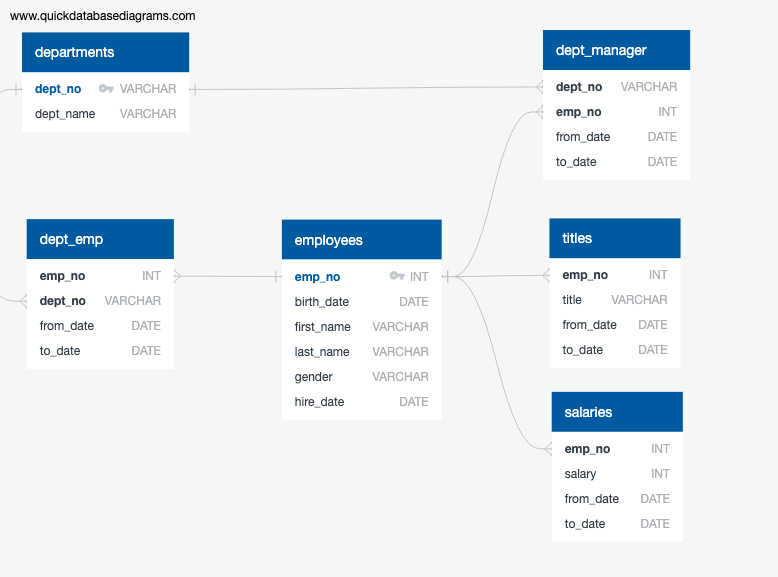 www.quickdatabasediagrams.com
departments
dept_no VARCHAR
dept_name VARCHAR
dept_manager
dept_no VARCHAR
emp_no INT
from_date DATE
to_date DATE
dept_emp
emp_no INT
dept_no VARCHAR
from_date DATE
to_date DATE
employees
emp_no INT
birth_date DATE
first_name VARCHAR
last_name VARCHAR
gender VARCHAR
hire_date DATE
titles
emp_no INT
title VARCHAR
from_date DATE
to_date DATE
salaries
emp_no INT
salary INT
from_date DATE
to_date DATE